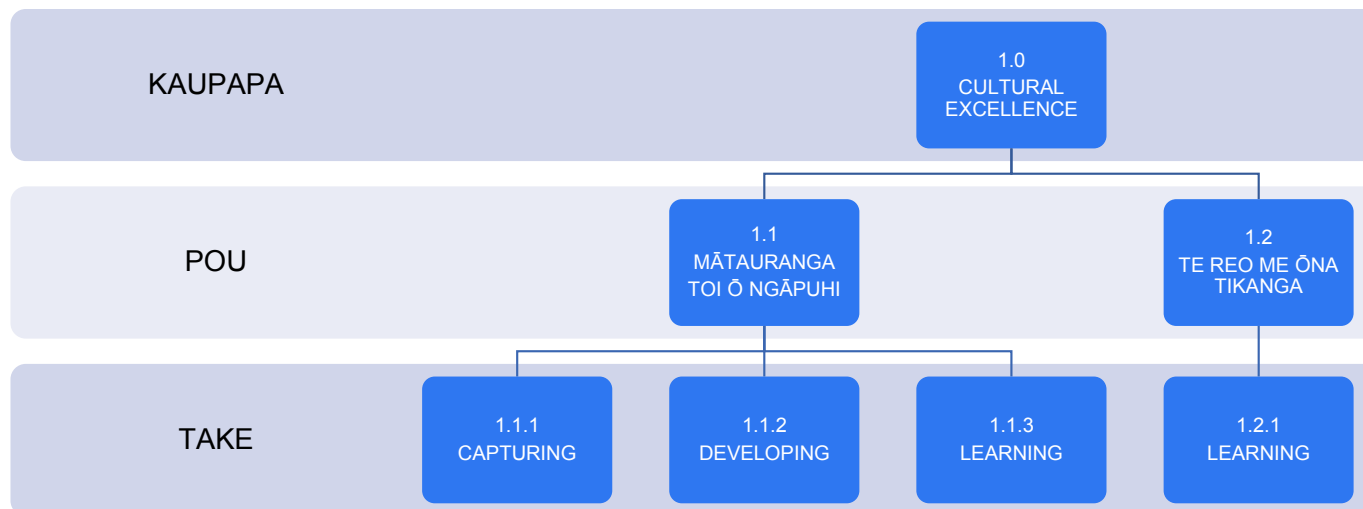 KAUPAPA
1.0
CULTURAL
EXCELLENCE
POU
1.1
MĀTAURANGA
TOI Ō NGĀPUHI
1.2
TE REO ME ŌNA
TIKANGA
TAKE
1.1.1
CAPTURING
1.1.2
DEVELOPING
1.1.3
LEARNING
1.2.1
LEARNING